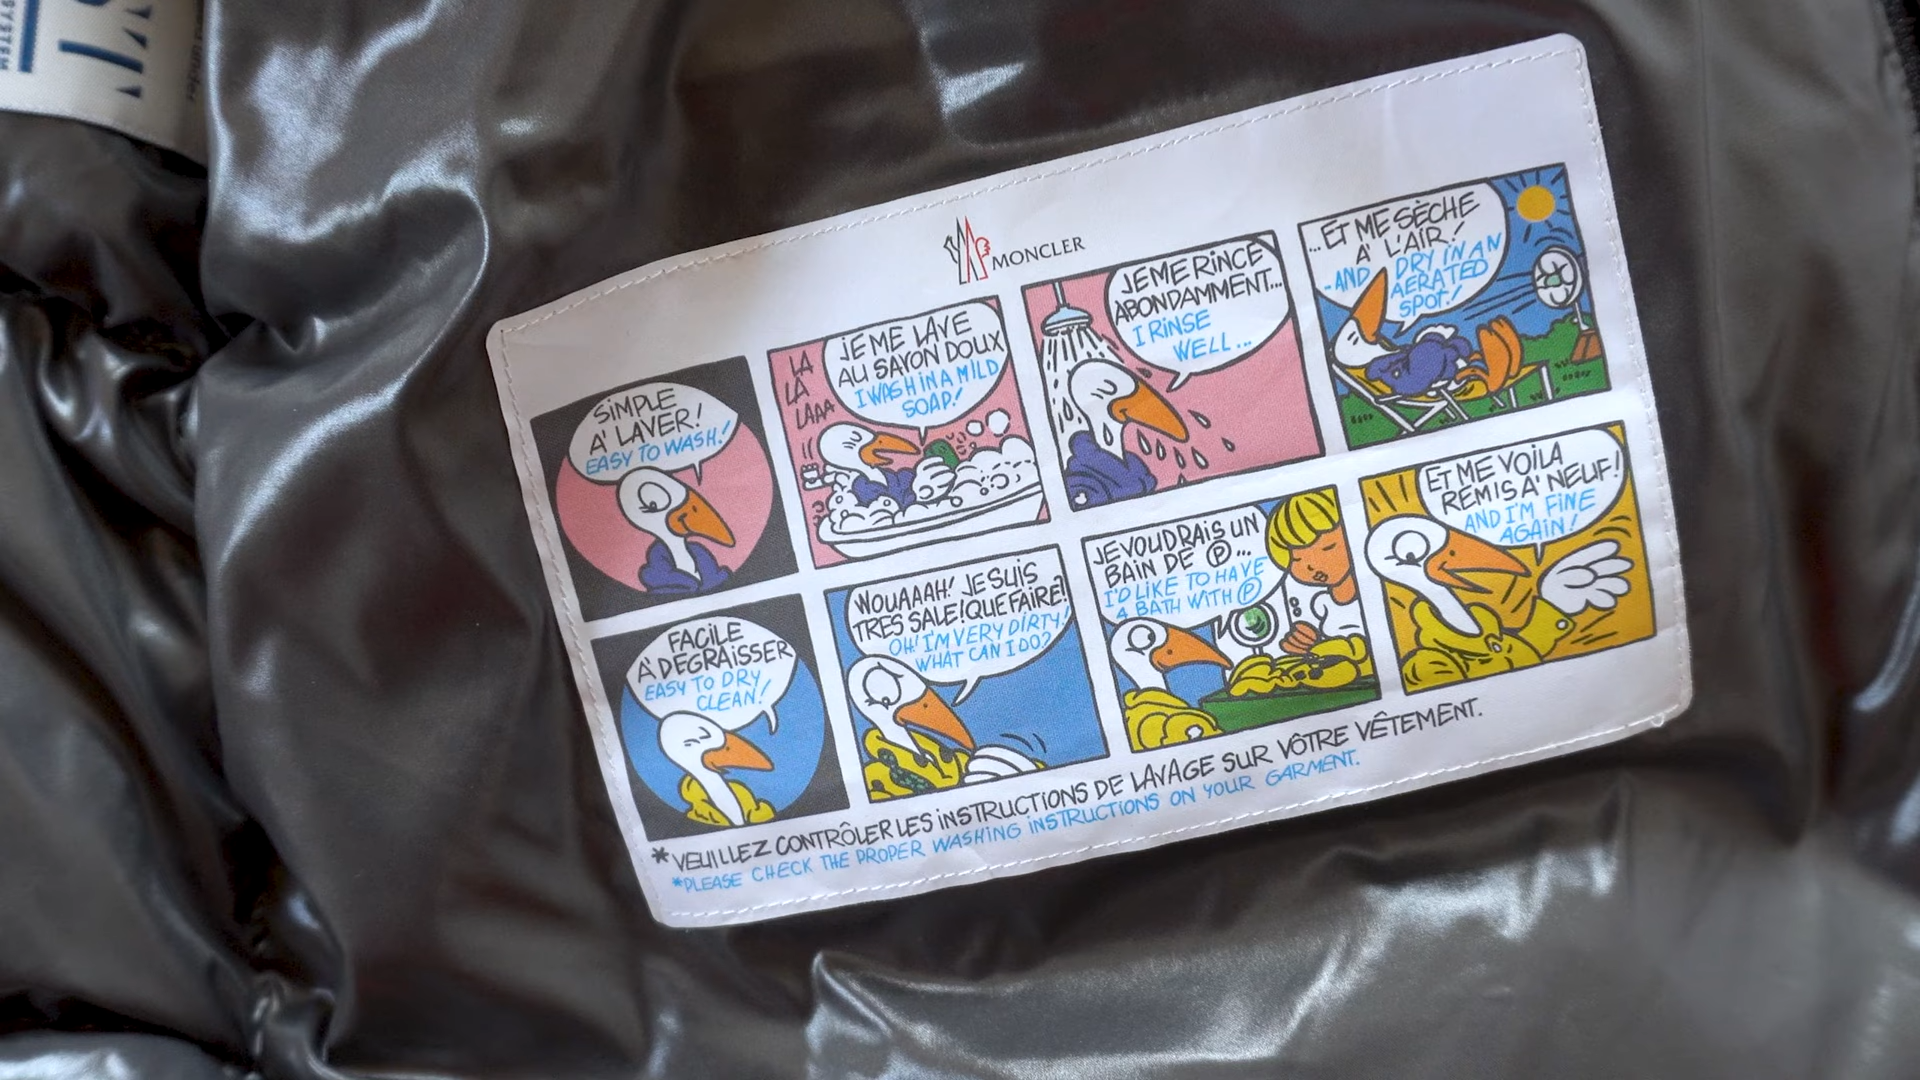 SYSTEM
MONCLER
SIMPLE
A' LAVER!
EASY TO WASH!
LA
LÀ
LAAA
JE ME LAVE
AU SAVON DOUX
I WASH IN A MILD
SOAP!
JE ME RINCE
ABONDAMMENT...
I RINSE
WELL...
...ET ME SÈCHE
A' L'AIR!
-AND DRY IN AN
AERATED
SPOT!
FACILE
A' DEGRAISSER
EASY TO DRY
CLEAN!
WOUAAAH! JE SUIS
TRES SALE! QUE FAIRE?
OH! I'M VERY DIRTY!
WHAT CAN I DO?
JE VOUDRAIS UN
BAIN DE Ⓟ...
I'D LIKE TO HAVE
A BATH WITH Ⓟ
ET ME VOILA
REMIS A' NEUF!
AND I'M FINE
AGAIN!
*VEUILLEZ CONTRÔLER LES INSTRUCTIONS DE LAVAGE SUR VÔTRE VÊTEMENT.
*PLEASE CHECK THE PROPER WASHING INSTRUCTIONS ON YOUR GARMENT.